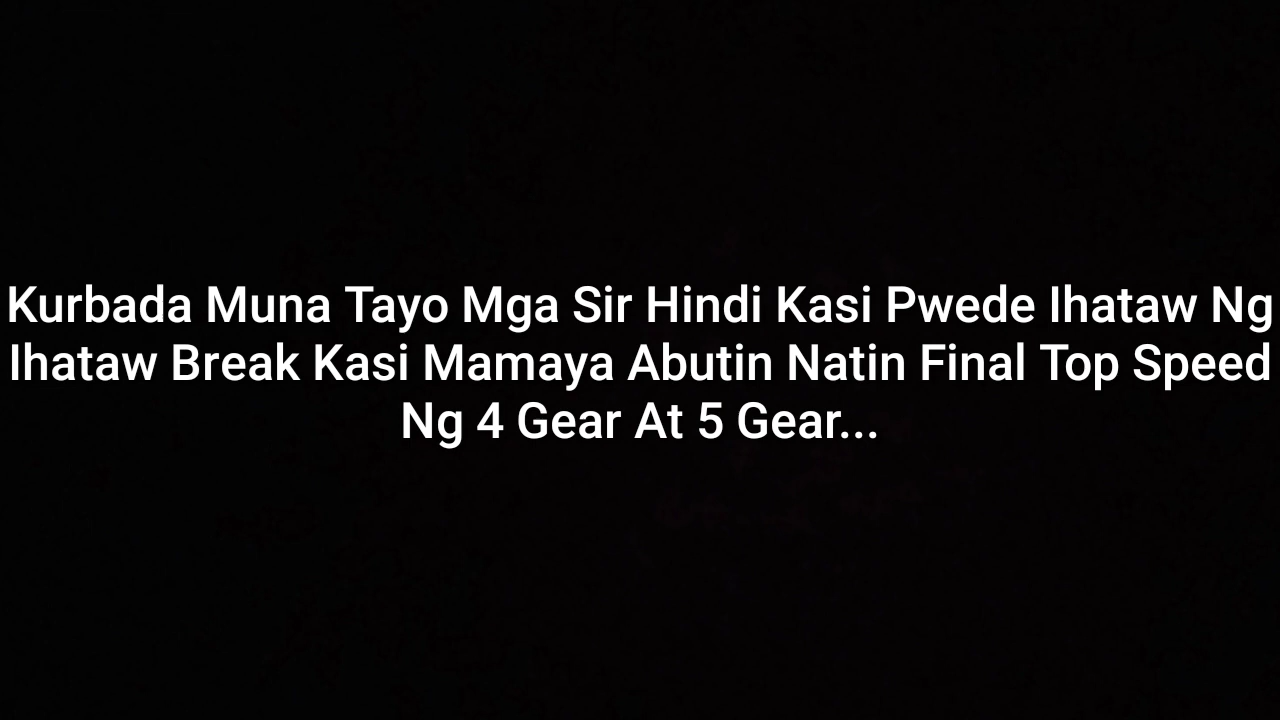 Kurbada Muna Tayo Mga Sir Hindi Kasi Pwede Ihataw Ng
Ihataw Break Kasi Mamaya Abutin Natin Final Top Speed
Ng 4 Gear At 5 Gear...